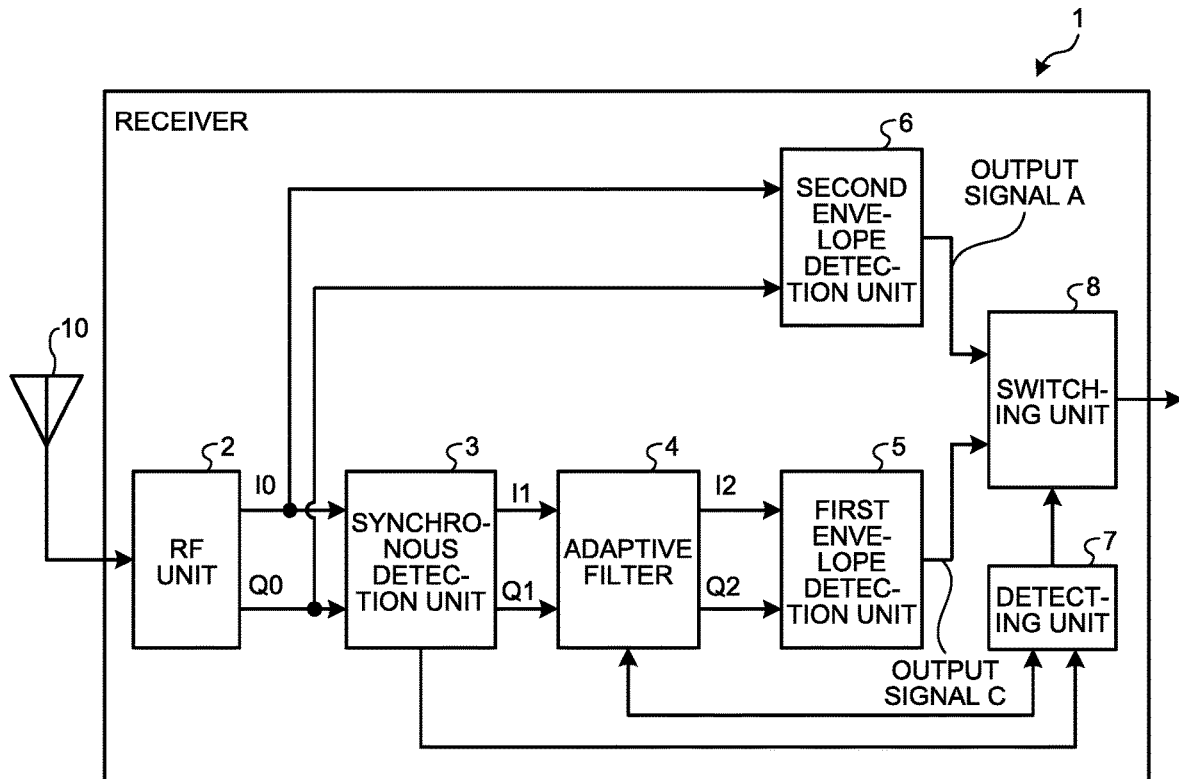 1
RECEIVER
6
SECOND
ENVE-
LOPE
DETEC-
TION UNIT
OUTPUT
SIGNAL A
8
SWITCH-
ING UNIT
10
2
RF
UNIT
I0
Q0
3
SYNCHRO-
NOUS
DETEC-
TION UNIT
I1
Q1
4
ADAPTIVE
FILTER
I2
Q2
5
FIRST
ENVE-
LOPE
DETEC-
TION UNIT
7
DETECT-
ING UNIT
OUTPUT
SIGNAL C